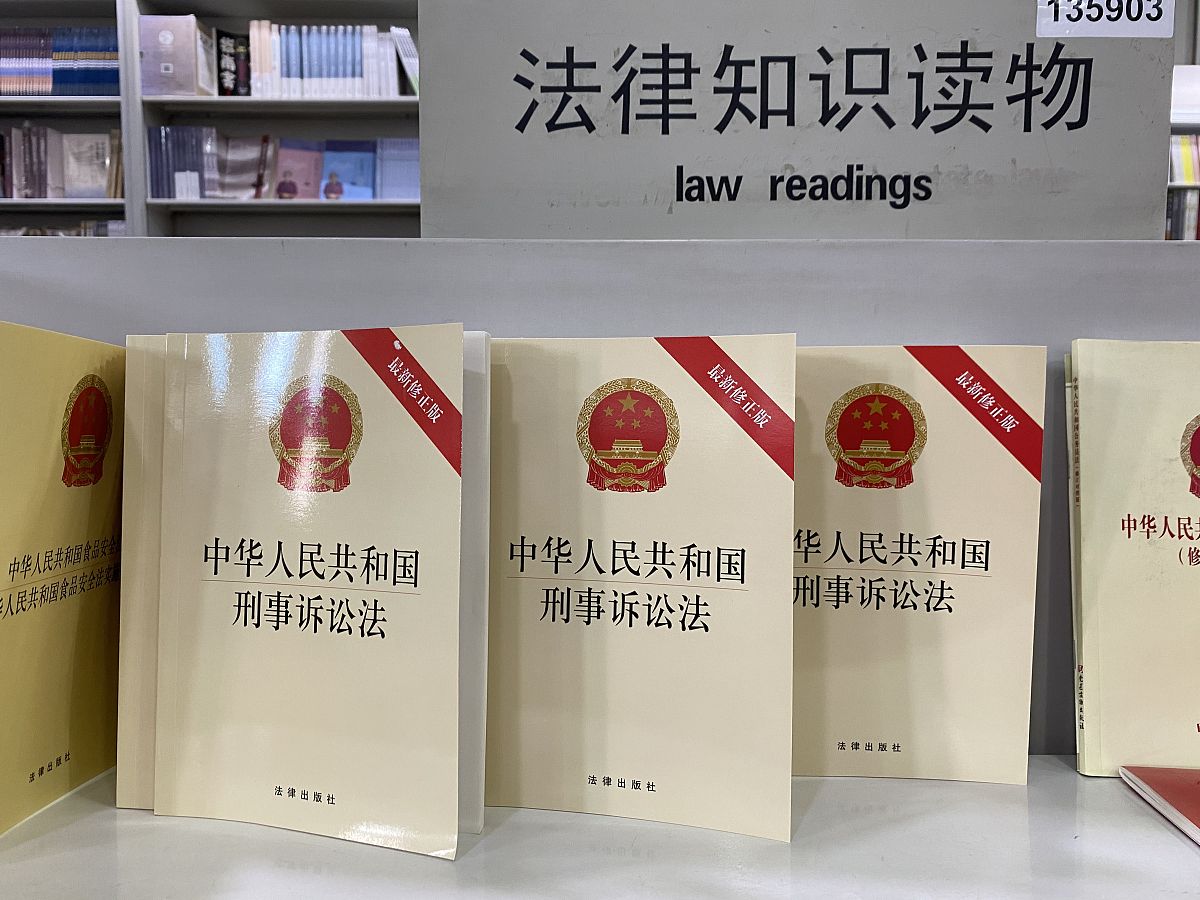 135903
法律知识读物
law readings
中华人民共和国食品安全
华人民共和国食品安全法实施
法律出版社
最新修正版
中华人民共和国
刑事诉讼法
法律出版社
最新修正版
中华人民共和国
刑事诉讼法
法律出版社
最新修正版
华人民共和国
刑事诉讼法
法律出版社
中华人民共
（修